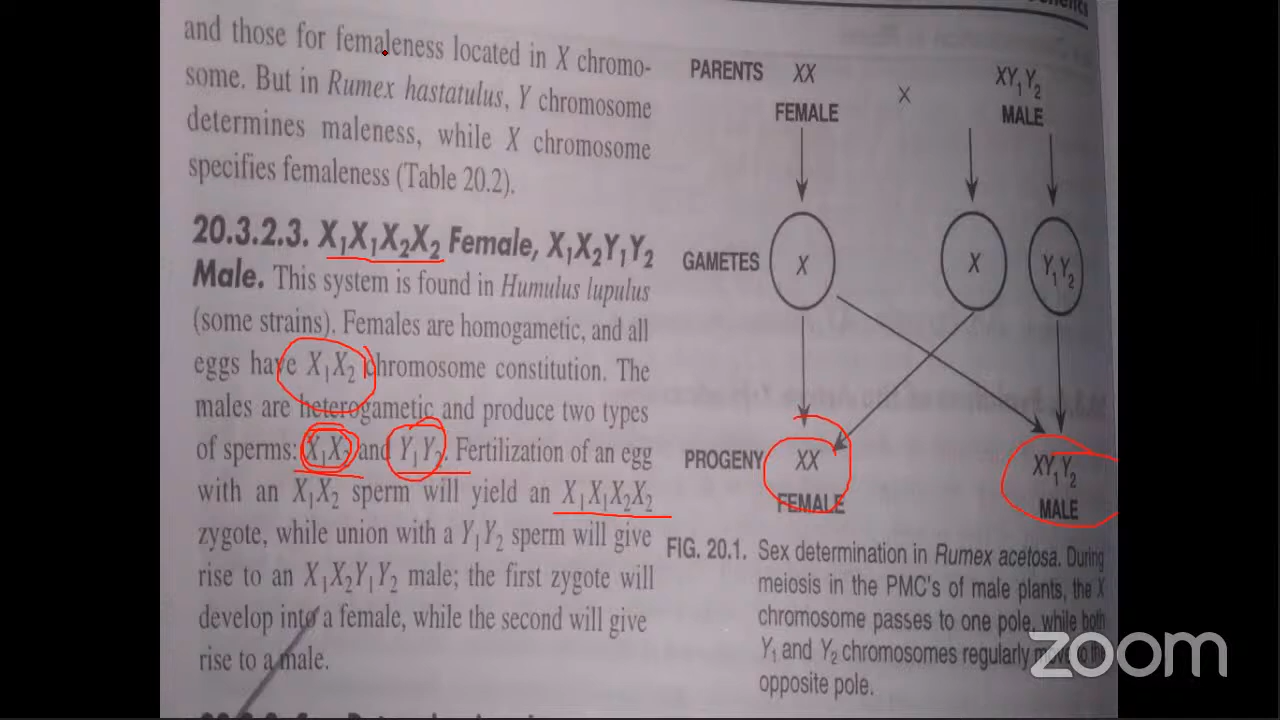 and those for femaleness located in X chromo-
some. But in Rumex hastatulus, Y chromosome
determines maleness, while X chromosome
specifies femaleness (Table 20.2).
20.3.2.3. X₁X₁X₂X₂ Female, X₁X₂Y₁Y₂
Male. This system is found in Humulus lupulus
(some strains). Females are homogametic, and all
eggs have X₁X₂ chromosome constitution. The
males are heterogametic and produce two types
of sperms: X₁X₂ and Y₁Y₂. Fertilization of an egg
with an X₁X₂ sperm will yield an X₁X₁X₂X₂
zygote, while union with a Y₁Y₂ sperm will give
rise to an X₁X₂Y₁Y₂ male; the first zygote will
develop into a female, while the second will give
rise to a male.
PARENTS XX × XY₁Y₂
FEMALE MALE
GAMETES X X Y₁Y₂
PROGENY XX XY₁Y₂
FEMALE MALE
FIG. 20.1. Sex determination in Rumex acetosa. During
meiosis in the PMC's of male plants, the X
chromosome passes to one pole, while both
Y₁ and Y₂ chromosomes regularly move to the
opposite pole.
zoom